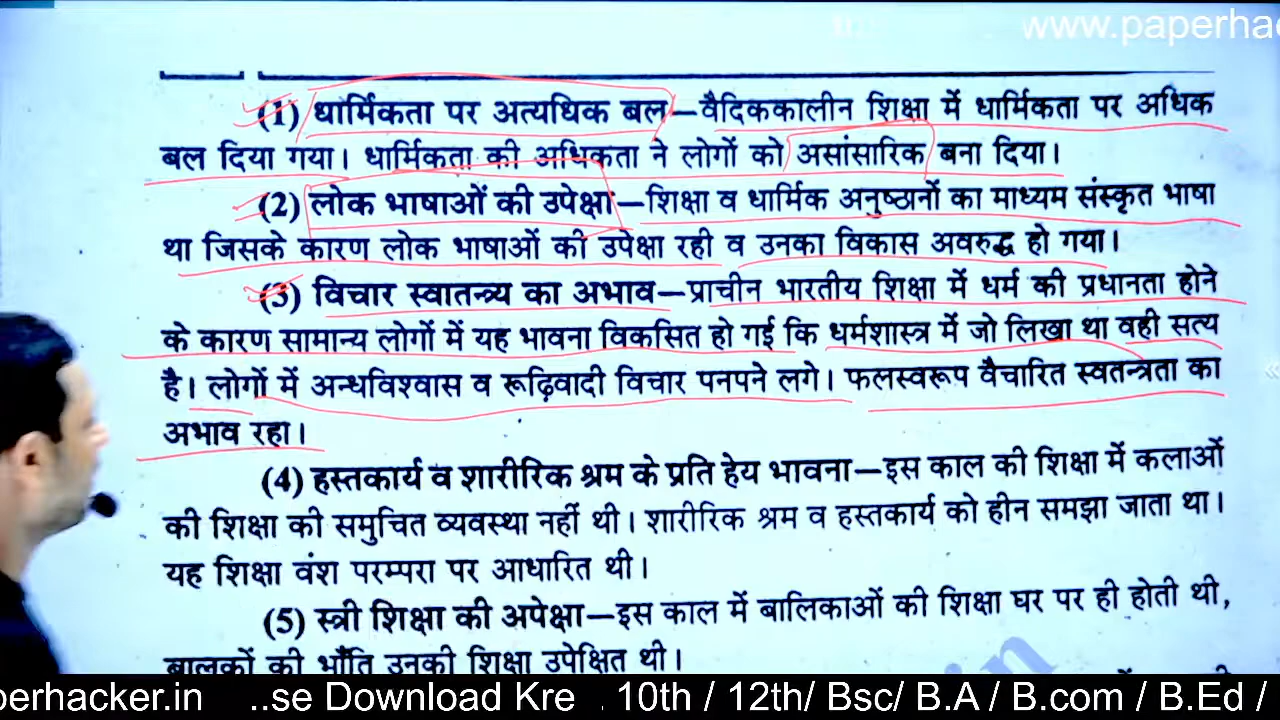 www.paperhac
(1) धार्मिकता पर अत्यधिक बल—वैदिककालीन शिक्षा में धार्मिकता पर अधिक
बल दिया गया। धार्मिकता की अधिकता ने लोगों को असांसारिक बना दिया।
(2) लोक भाषाओं की उपेक्षा—शिक्षा व धार्मिक अनुष्ठानों का माध्यम संस्कृत भाषा
था जिसके कारण लोक भाषाओं की उपेक्षा रही व उनका विकास अवरुद्ध हो गया।
(3) विचार स्वातन्त्र्य का अभाव—प्राचीन भारतीय शिक्षा में धर्म की प्रधानता होने
के कारण सामान्य लोगों में यह भावना विकसित हो गई कि धर्मशास्त्र में जो लिखा था वही सत्य
है। लोगों में अन्धविश्वास व रूढ़िवादी विचार पनपने लगे। फलस्वरूप वैचारित स्वतन्त्रता का
अभाव रहा।
(4) हस्तकार्य व शारीरिक श्रम के प्रति हेय भावना—इस काल की शिक्षा में कलाओं
की शिक्षा की समुचित व्यवस्था नहीं थी। शारीरिक श्रम व हस्तकार्य को हीन समझा जाता था।
यह शिक्षा वंश परम्परा पर आधारित थी।
(5) स्त्री शिक्षा की अपेक्षा—इस काल में बालिकाओं की शिक्षा घर पर ही होती थी,
बालकों की भाँति उनकी शिक्षा उपेक्षित थी।
in
perhacker.in ..se Download Kre . 10th / 12th/ Bsc/ B.A / B.com / B.Ed /